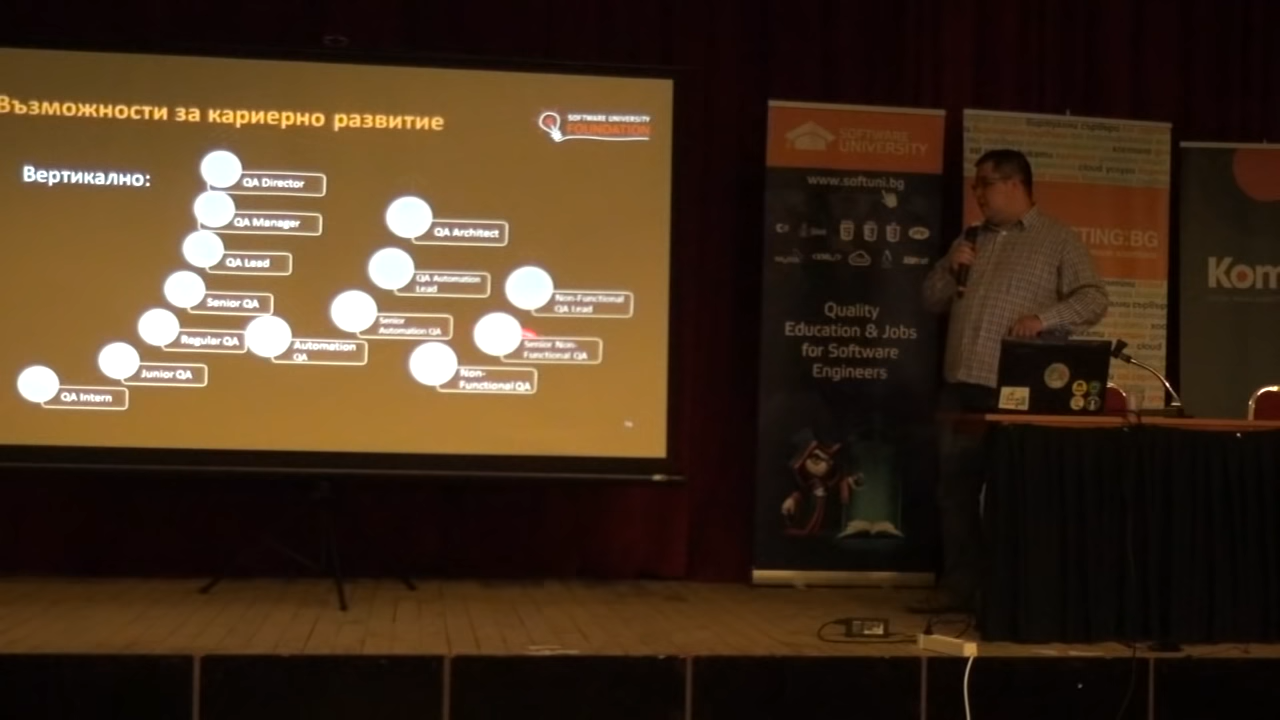 Възможности за кариерно развитие
SOFTWARE UNIVERSITY
FOUNDATION
Вертикално:
QA Director
QA Manager
QA Lead
Senior QA
Regular QA
Junior QA
QA Intern
QA Architect
QA Automation
Lead
Senior
Automation QA
Automation
QA
Non-Functional
QA Lead
Senior Non-
Functional QA
Non-
Functional QA
SOFTWARE
UNIVERSITY
www.softuni.bg
Quality
Education & Jobs
for Software
Engineers
TING:BG
cloud
Kom